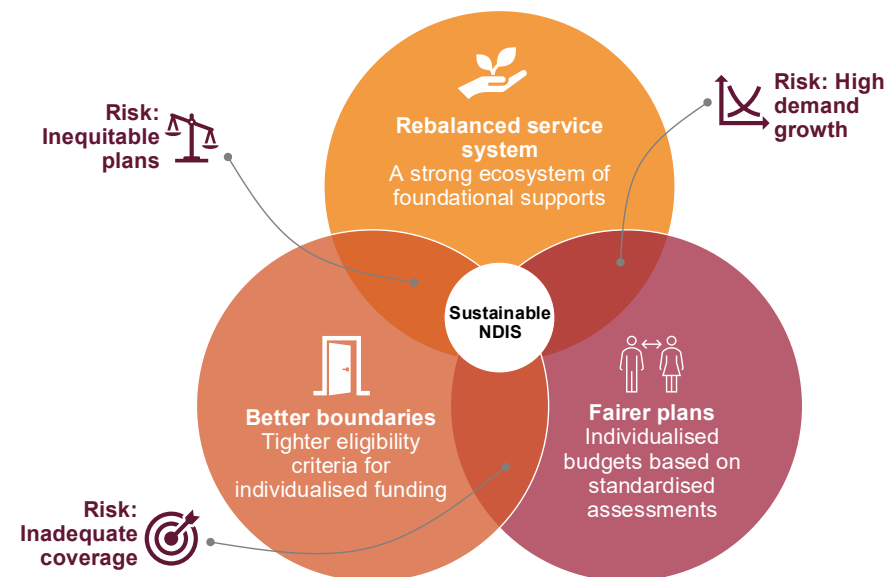 Rebalanced service
system
A strong ecosystem of
foundational supports
Risk:
Inequitable
plans
Risk: High
demand
growth
Sustainable
NDIS
Better boundaries
Tighter eligibility
criteria for
individualised funding
Fairer plans
Individualised
budgets based on
standardised
assessments
Risk:
Inadequate
coverage